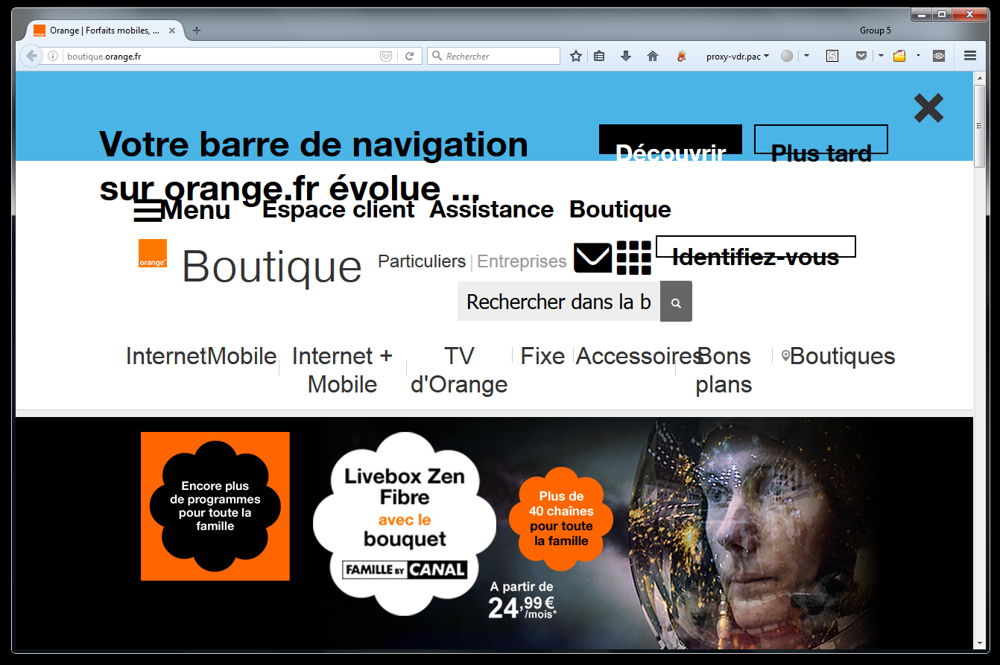 Orange | Forfaits mobiles, ...
Group 5
boutique.orange.fr
Rechercher
proxy-vdr.pac
S
Votre barre de navigation
sur orange.fr évolue ...
Découvrir
Plus tard
Menu
Espace client
Assistance
Boutique
orange™
Boutique
Particuliers | Entreprises
Identifiez-vous
Rechercher dans la b
Internet
Mobile
Internet +
Mobile
TV
d'Orange
Fixe
Accessoires
Bons
plans
Boutiques
Encore plus
de programmes
pour toute la
famille
Livebox Zen
Fibre
avec le
bouquet
FAMILLE BY CANAL
Plus de
40 chaînes
pour toute
la famille
A partir de
24,99€
/mois*